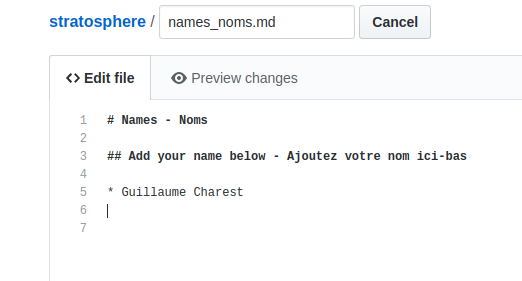 stratosphere / names_noms.md Cancel
<> Edit file Preview changes
1 # Names - Noms
2
3 ## Add your name below - Ajoutez votre nom ici-bas
4
5 * Guillaume Charest
6
7